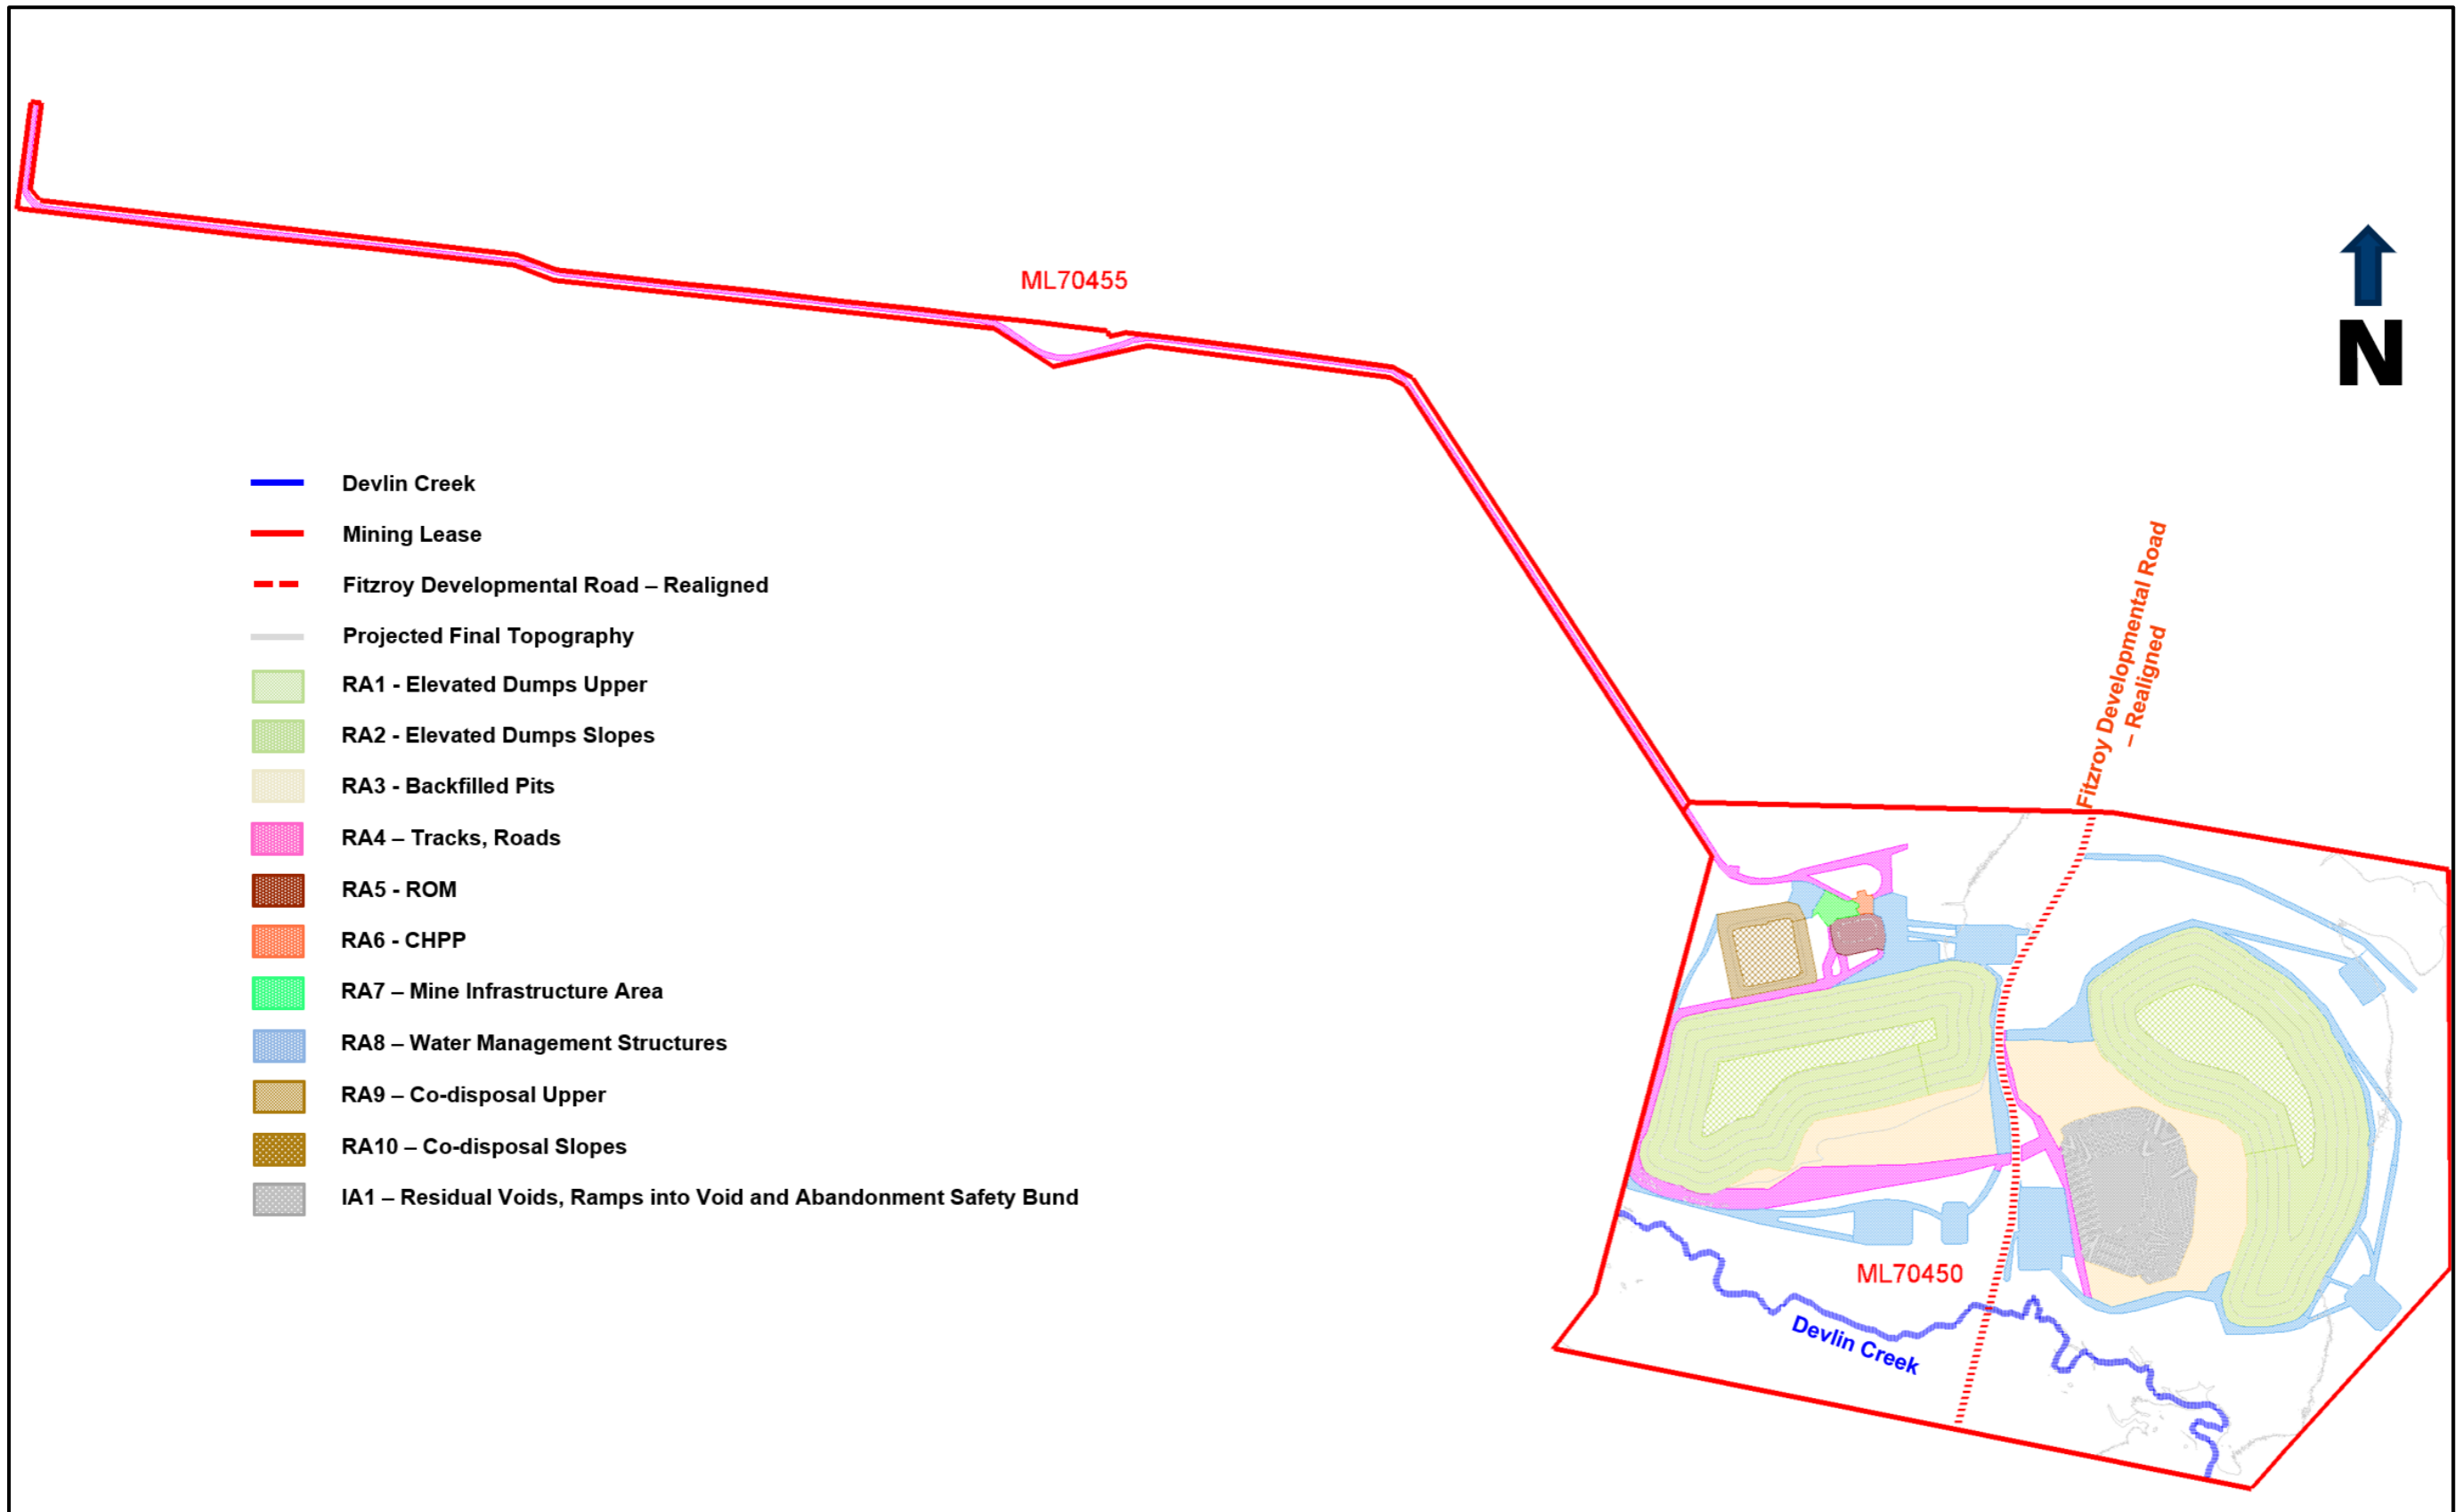 ML70455
N
Devlin Creek
Mining Lease
Fitzroy Developmental Road – Realigned
Projected Final Topography
RA1 - Elevated Dumps Upper
RA2 - Elevated Dumps Slopes
RA3 - Backfilled Pits
RA4 – Tracks, Roads
RA5 - ROM
RA6 - CHPP
RA7 – Mine Infrastructure Area
RA8 – Water Management Structures
RA9 – Co-disposal Upper
RA10 – Co-disposal Slopes
IA1 – Residual Voids, Ramps into Void and Abandonment Safety Bund
Fitzroy Developmental Road
– Realigned
ML70450
Devlin Creek